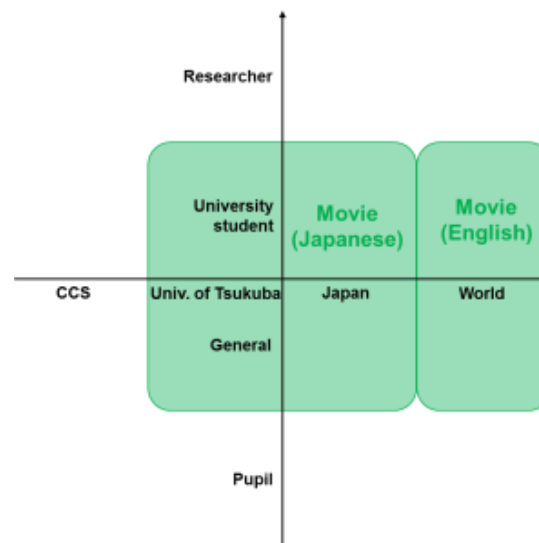 Researcher
University
student
Movie
(Japanese)
Movie
(English)
CCS
Univ. of Tsukuba
Japan
World
General
Pupil